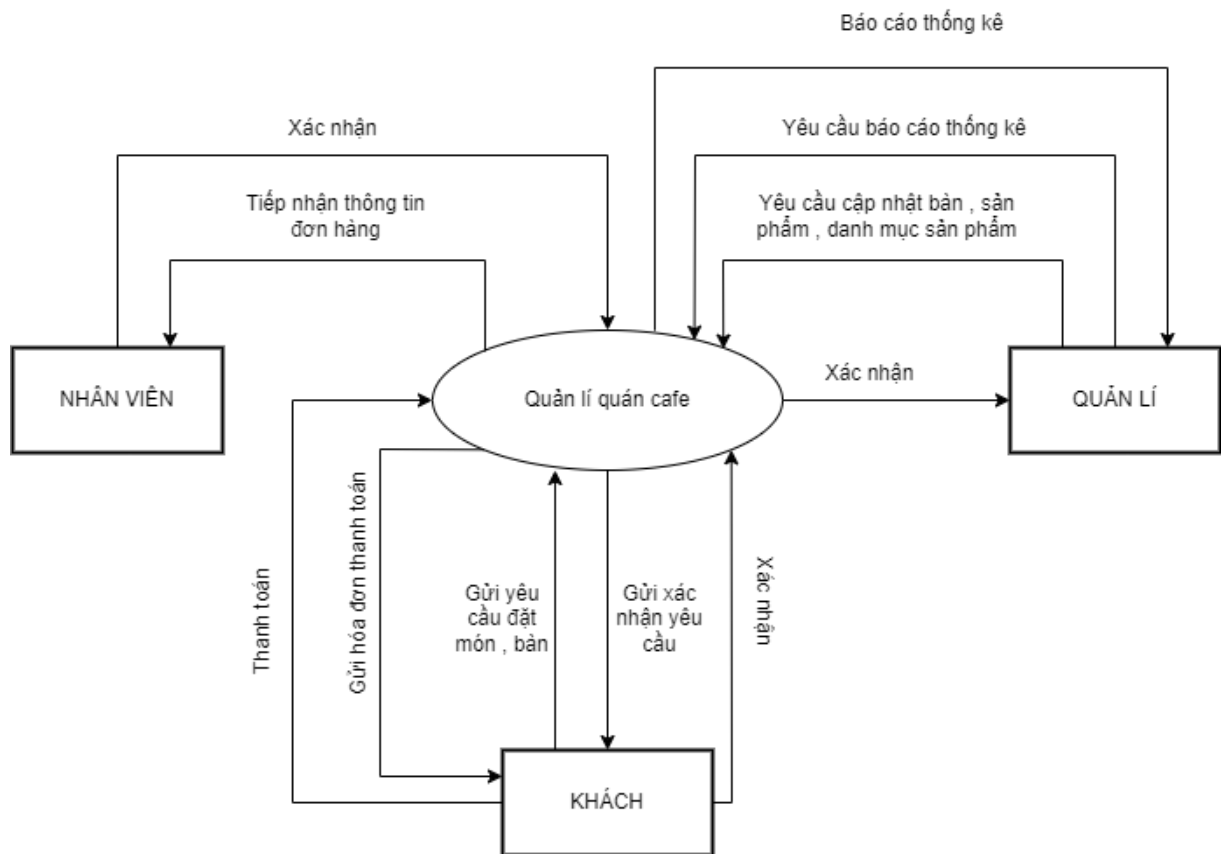 Báo cáo thống kê
Xác nhận
Yêu cầu báo cáo thống kê
Tiếp nhận thông tin
đơn hàng
Yêu cầu cập nhật bàn , sản
phẩm , danh mục sản phẩm
NHÂN VIÊN
Quản lí quán cafe
Xác nhận
QUẢN LÍ
Thanh toán
Gửi hóa đơn thanh toán
Gửi yêu
cầu đặt
món , bàn
Gửi xác
nhận yêu
cầu
Xác nhận
KHÁCH